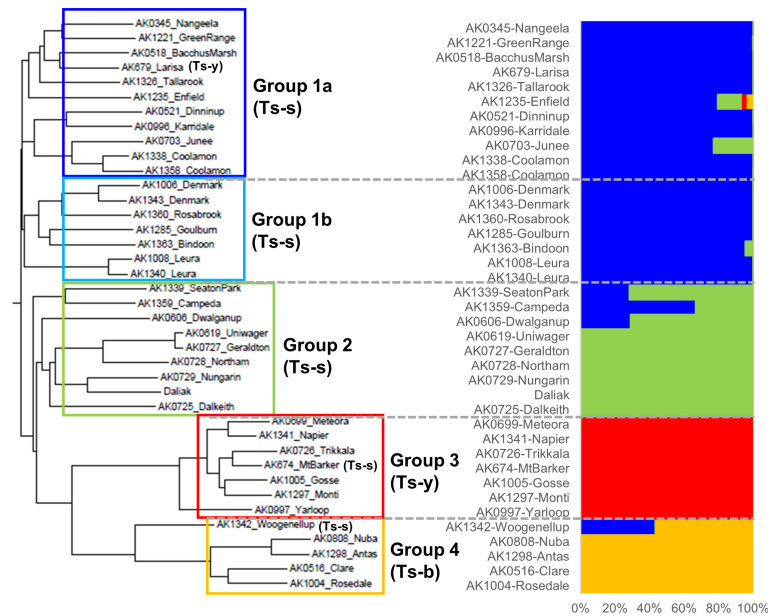 AK0345_Nangeela
AK1221_GreenRange
AK0518_BacchusMarsh
AK679_Larisa (Ts-y)
AK1326_Tallarook
AK1235_Enfield
AK0521_Dinninup
AK0996_Karridale
AK0703_Junee
AK1338_Coolamon
AK1358_Coolamon
Group 1a
(Ts-s)
AK1006_Denmark
AK1343_Denmark
AK1360_Rosabrook
AK1285_Goulburn
AK1363_Bindoon
AK1008_Leura
AK1340_Leura
Group 1b
(Ts-s)
AK1339_SeatonPark
AK1359_Campeda
AK0606_Dwalganup
AK0619_Uniwager
AK0727_Geraldton
AK0728_Northam
AK0729_Nungarin
Daliak
AK0725_Dalkeith
Group 2
(Ts-s)
AK0699_Meteora
AK1341_Napier
AK0726_Trikkala
AK674_MtBarker (Ts-s)
AK1005_Gosse
AK1297_Monti
AK0997_Yarloop
Group 3
(Ts-y)
AK1342_Woogenellup (Ts-s)
AK0808_Nuba
AK1298_Antas
AK0516_Clare
AK1004_Rosedale
Group 4
(Ts-b)
AK0345-Nangeela
AK1221-GreenRange
AK0518-BacchusMarsh
AK679-Larisa
AK1326-Tallarook
AK1235-Enfield
AK0521-Dinninup
AK0996-Karridale
AK0703-Junee
AK1338-Coolamon
AK1358-Coolamon
AK1006-Denmark
AK1343-Denmark
AK1360-Rosabrook
AK1285-Goulburn
AK1363-Bindoon
AK1008-Leura
AK1340-Leura
AK1339-SeatonPark
AK1359-Campeda
AK0606-Dwalganup
AK0619-Uniwager
AK0727-Geraldton
AK0728-Northam
AK0729-Nungarin
Daliak
AK0725-Dalkeith
AK0699-Meteora
AK1341-Napier
AK0726-Trikkala
AK674-MtBarker
AK1005-Gosse
AK1297-Monti
AK0997-Yarloop
AK1342-Woogenellup
AK0808-Nuba
AK1298-Antas
AK0516-Clare
AK1004-Rosedale
0% 20% 40% 60% 80% 100%